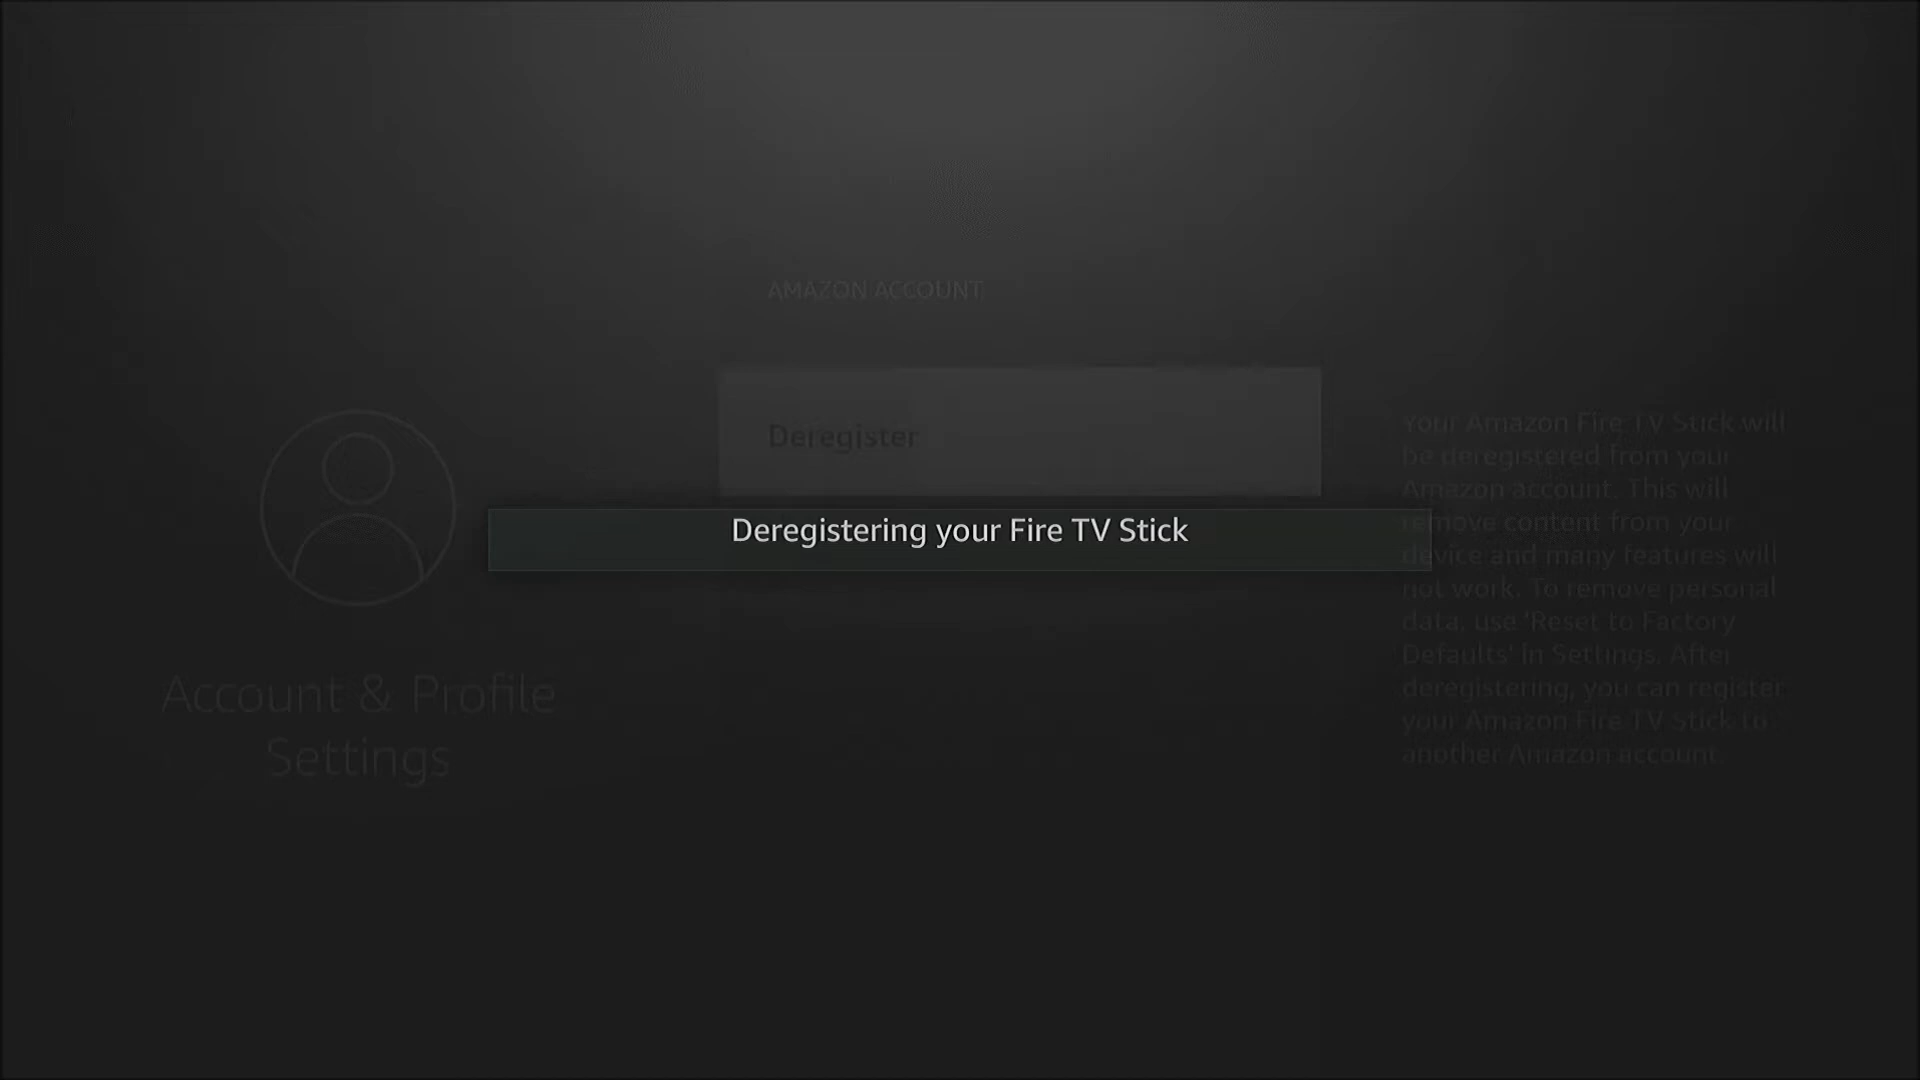 AMAZON ACCOUNT
Deregister
Deregistering your Fire TV Stick
Account & Profile
Settings
Your Amazon Fire TV Stick will
be deregistered from your
Amazon account. This will
remove content from your
device and many features will
not work. To remove personal
data, use 'Reset to Factory
Defaults' in Settings. After
deregistering, you can register
your Amazon Fire TV Stick to
another Amazon account.